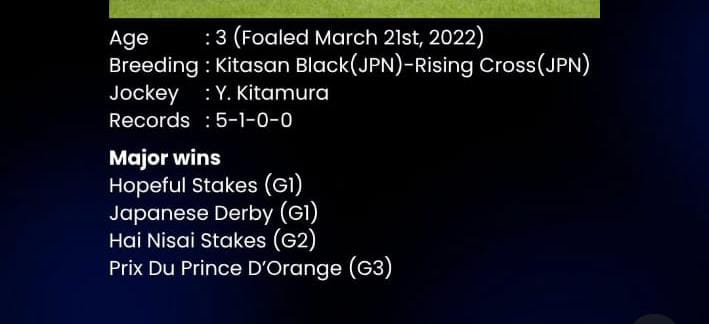 Age : 3 (Foaled March 21st, 2022)
Breeding : Kitasan Black(JPN)-Rising Cross(JPN)
Jockey : Y. Kitamura
Records : 5-1-0-0
Major wins
Hopeful Stakes (G1)
Japanese Derby (G1)
Hai Nisai Stakes (G2)
Prix Du Prince D'Orange (G3)